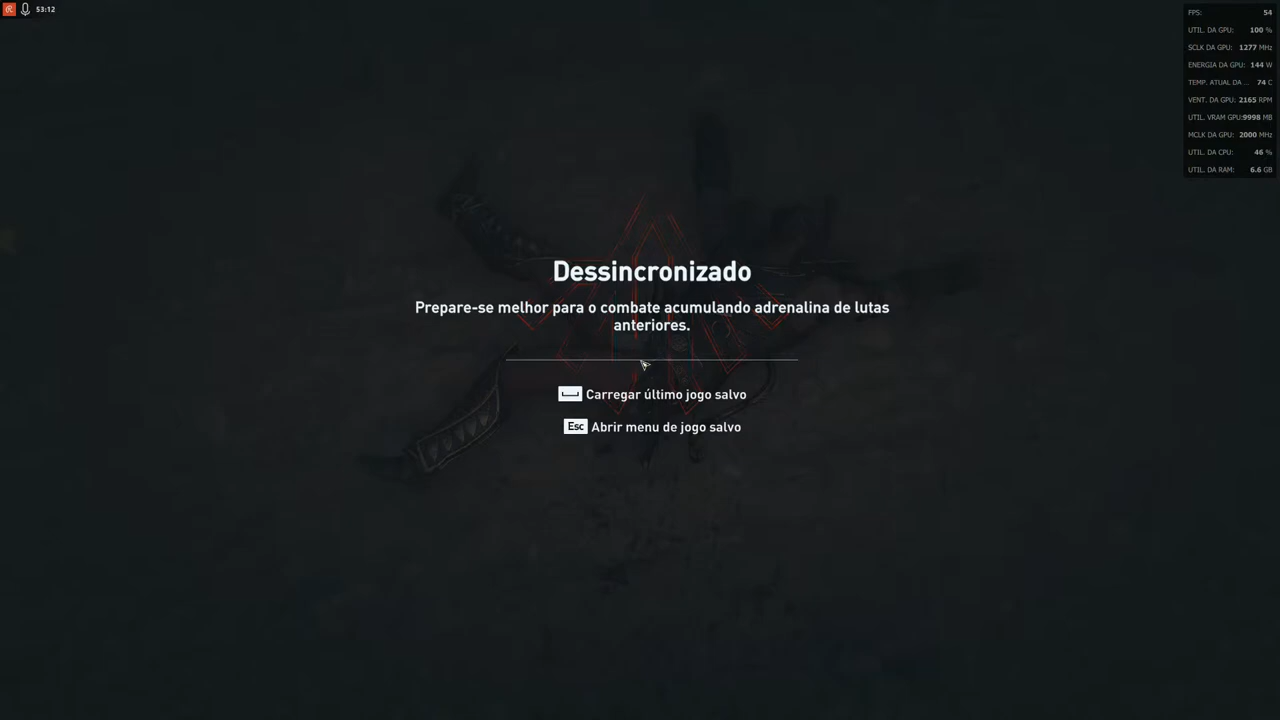 53:12
FPS: 54
UTIL. DA GPU: 100 %
SCLK DA GPU: 1277 MHz
ENERGIA DA GPU: 144 W
TEMP. ATUAL DA ... 74 C
VENT. DA GPU: 2165 RPM
UTIL. VRAM GPU:9998 MB
MCLK DA GPU: 2000 MHz
UTIL. DA CPU: 46 %
UTIL. DA RAM: 6.6 GB
Dessincronizado
Prepare-se melhor para o combate acumulando adrenalina de lutas
anteriores.
Carregar último jogo salvo
Esc Abrir menu de jogo salvo